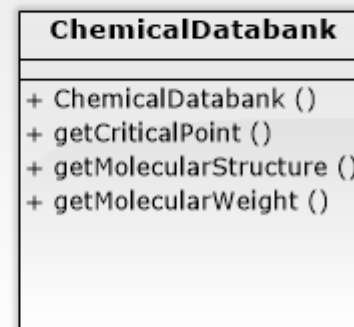 ChemicalDatabank
+ ChemicalDatabank ()
+ getCriticalPoint ()
+ getMolecularStructure ()
+ getMolecularWeight ()